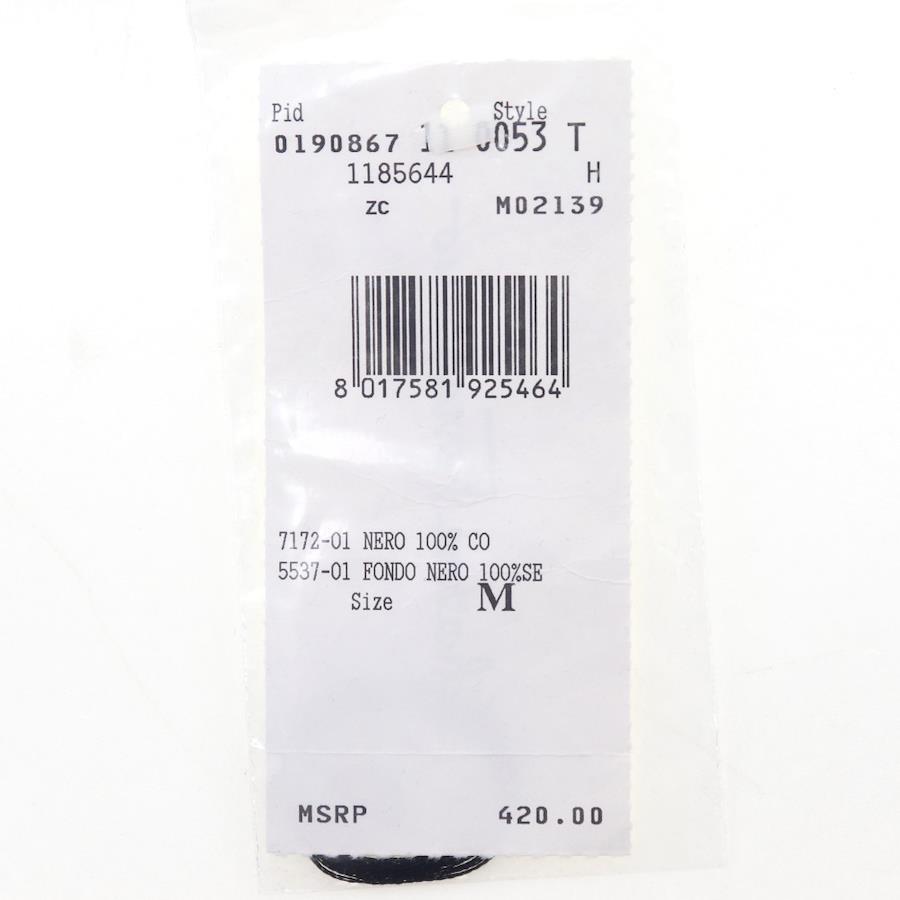 Pid Style
0190867 0053 T
1185644 H
ZC M02139
8 017581 925464
7172-01 NERO 100% CO
5537-01 FONDO NERO 100%SE
Size M
MSRP 420.00